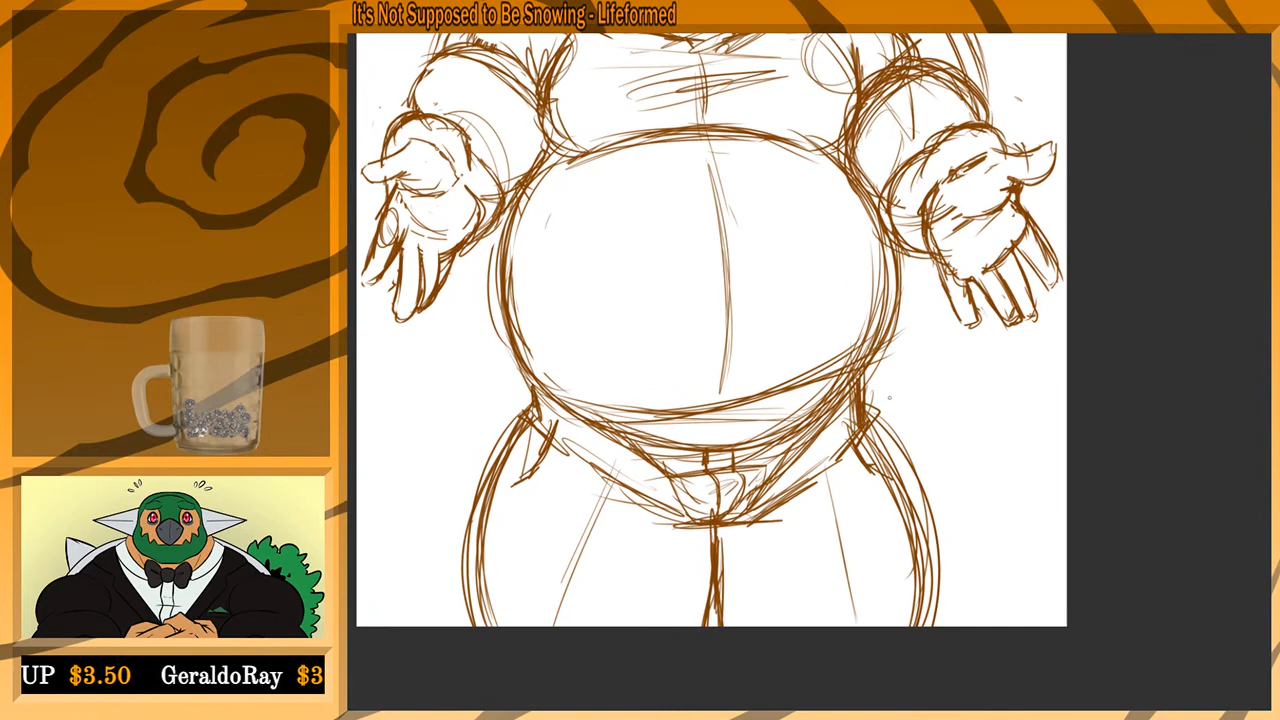 It's Not Supposed to Be Snowing - Lifeformed
UP $3.50 GeraldoRay $3